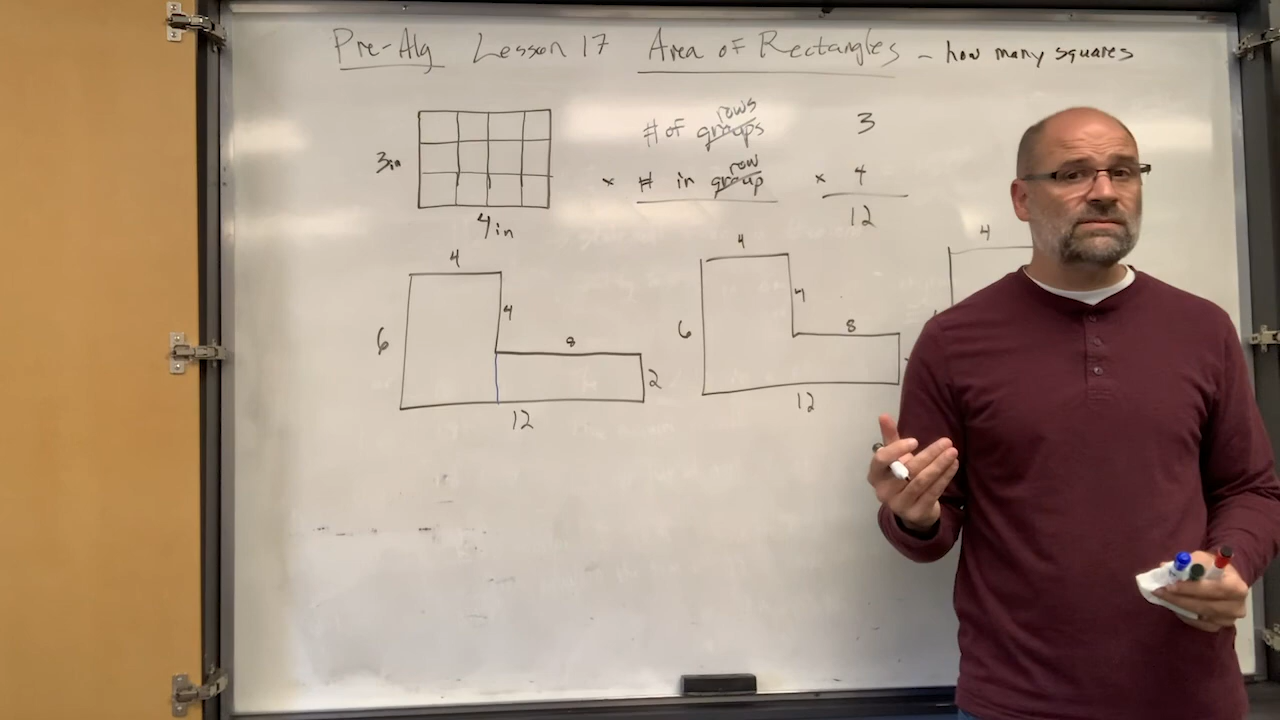 Pre-Alg Lesson 17 Area of Rectangles - how many squares
rows
# of groups 3
row
x # in group x 4
12
3in
4in
4
6
4
8
2
12
4
6
4
8
12
4